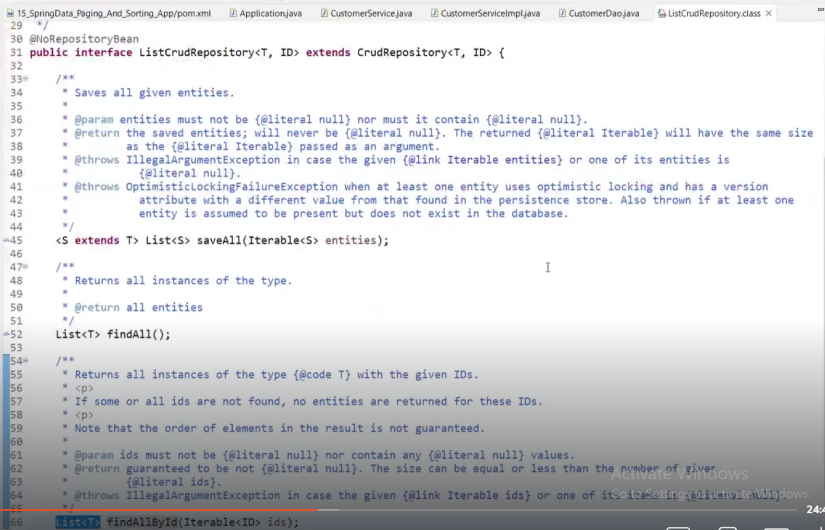 15_SpringData_Paging_And_Sorting_App/pom.xml Application.java CustomerService.java CustomerServiceImpl.java CustomerDao.java ListCrudRepository.class
29 */
30 @NoRepositoryBean
31 public interface ListCrudRepository<T, ID> extends CrudRepository<T, ID> {
32
33 /**
34 * Saves all given entities.
35 *
36 * @param entities must not be {@literal null} nor must it contain {@literal null}.
37 * @return the saved entities; will never be {@literal null}. The returned {@literal Iterable} will have the same size
38 * as the {@literal Iterable} passed as an argument.
39 * @throws IllegalArgumentException in case the given {@link Iterable entities} or one of its entities is
40 * {@literal null}.
41 * @throws OptimisticLockingFailureException when at least one entity uses optimistic locking and has a version
42 * attribute with a different value from that found in the persistence store. Also thrown if at least one
43 * entity is assumed to be present but does not exist in the database.
44 */
45 <S extends T> List<S> saveAll(Iterable<S> entities);
46
47 /**
48 * Returns all instances of the type.
49 *
50 * @return all entities
51 */
52 List<T> findAll();
53
54 /**
55 * Returns all instances of the type {@code T} with the given IDs.
56 * <p>
57 * If some or all ids are not found, no entities are returned for these IDs.
58 * <p>
59 * Note that the order of elements in the result is not guaranteed.
60 *
61 * @param ids must not be {@literal null} nor contain any {@literal null} values.
62 * @return guaranteed to be not {@literal null}. The size can be equal or less than the number of given
63 * {@literal ids}.
64 * @throws IllegalArgumentException in case the given {@link Iterable ids} or one of its items is {@literal null}.
*/
66 List<T> findAllById(Iterable<ID> ids);
Activate Windows
Go to Settings to activate Windows.
24:4